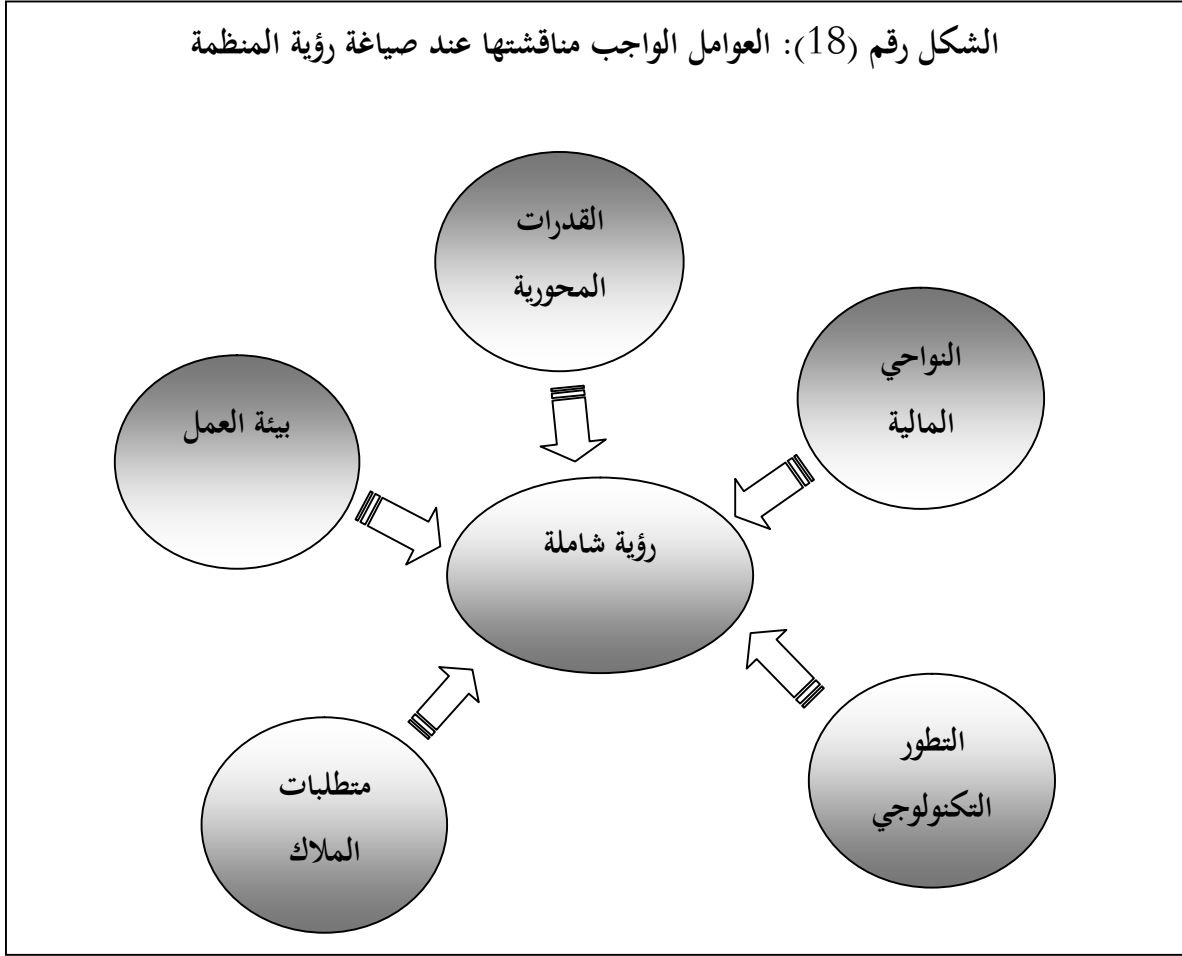 الشكل رقم (18): العوامل الواجب مناقشتها عند صياغة رؤية المنظمة
القدرات
المحورية
النواحي
المالية
بيئة العمل
رؤية شاملة
التطور
التكنولوجي
متطلبات
الملاك